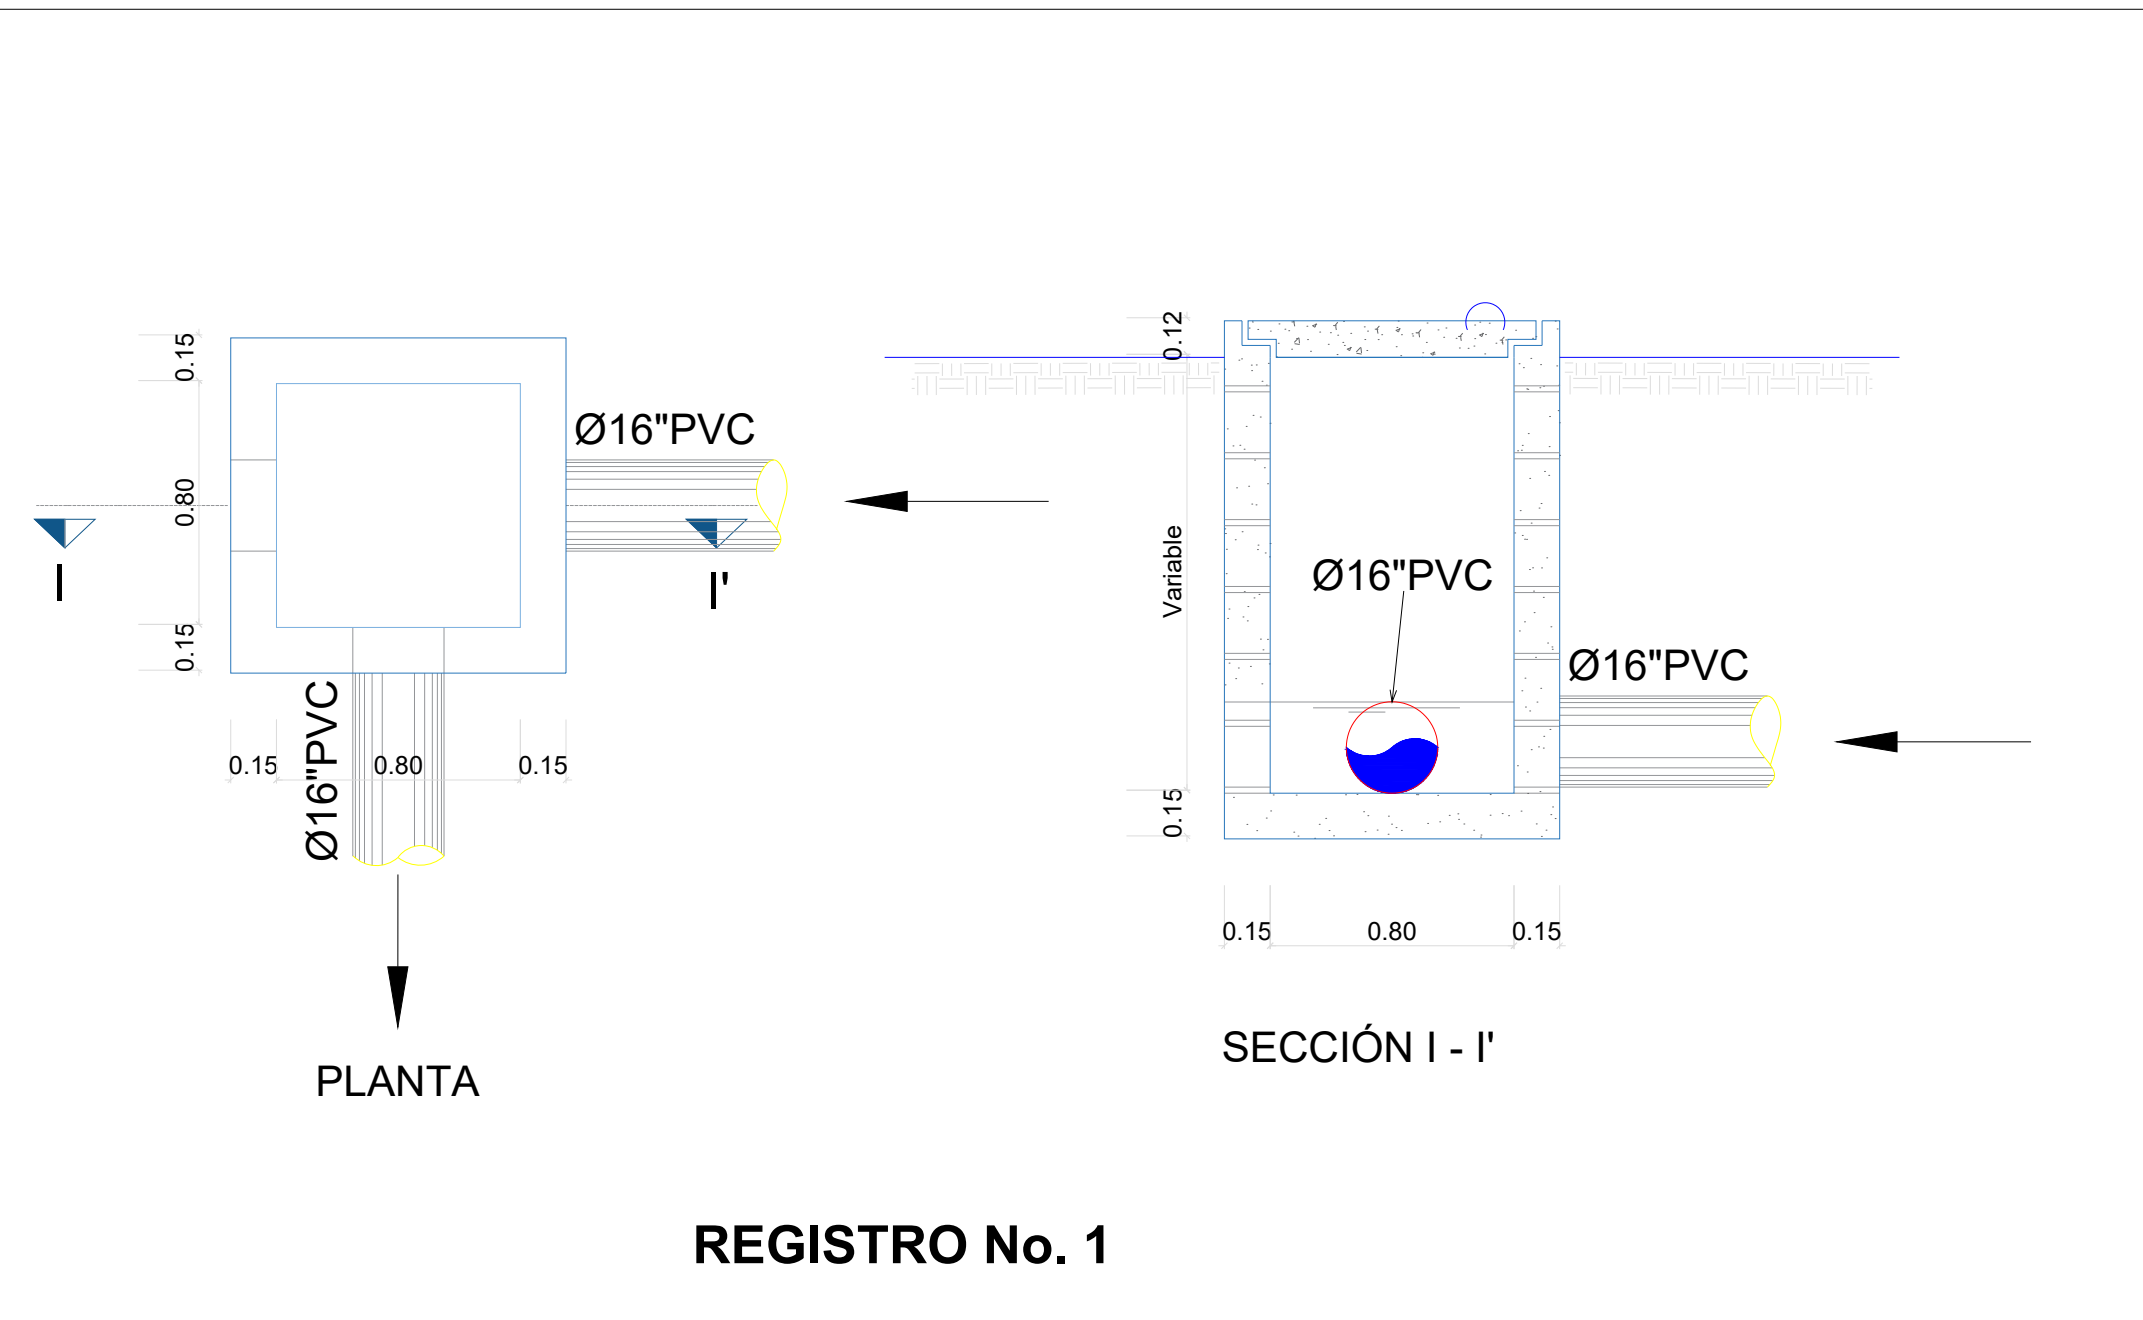 0.15
0.80
0.15
Ø16"PVC
I
I'
Ø16"PVC
0.15
0.80
0.15
PLANTA
0.12
Variable
0.15
Ø16"PVC
Ø16"PVC
0.15
0.80
0.15
SECCIÓN I - I'
REGISTRO No. 1